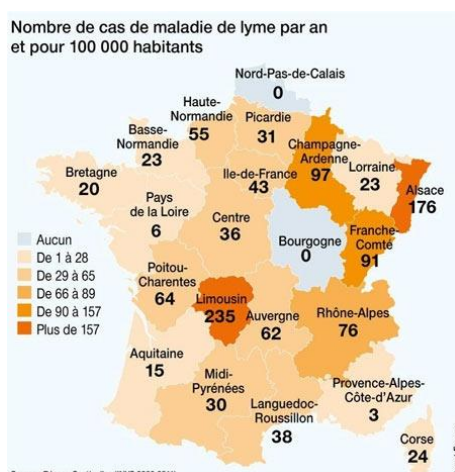 Nombre de cas de maladie de lyme par an
et pour 100 000 habitants
Nord-Pas-de-Calais
0
Haute-
Normandie
55
Picardie
31
Basse-
Normandie
23
Champagne-
Ardenne
97
Lorraine
23
Alsace
176
Bretagne
20
Ile-de-France
43
Pays
de la Loire
6
Centre
36
Bourgogne
0
Franche-
Comté
91
Aucun
De 1 à 28
De 29 à 65
De 66 à 89
De 90 à 157
Plus de 157
Poitou-
Charentes
64
Limousin
235
Auvergne
62
Rhône-Alpes
76
Aquitaine
15
Midi-
Pyrénées
30
Languedoc-
Roussillon
38
Provence-Alpes-
Côte-d'Azur
3
Corse
24